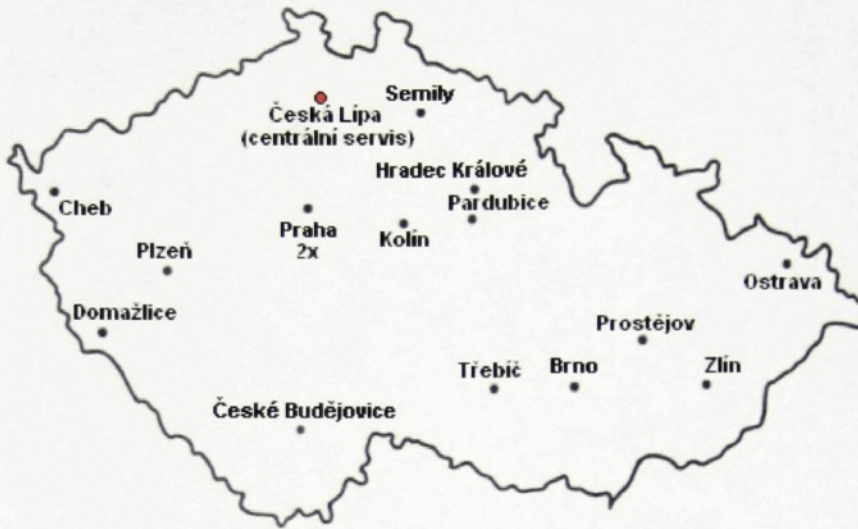 Semily
Česká Lípa
(centrální servis)
Hradec Králové
Pardubice
Cheb
Praha
2x
Kolín
Plzeň
Ostrava
Domažlice
Prostějov
Třebíč
Brno
Zlín
České Budějovice